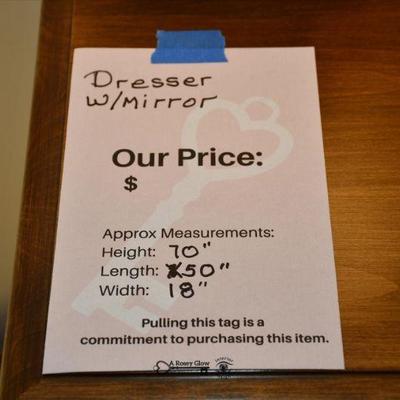 Dresser
W/Mirror
Our Price:
$
Approx Measurements:
Height: 70"
Length: 50"
Width: 18"
Pulling this tag is a
commitment to purchasing this item.
A Rosey Glow